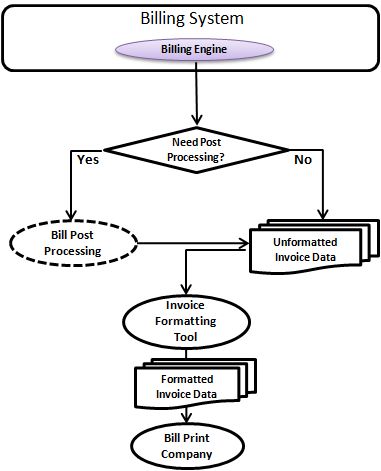 Billing System
Billing Engine
Need Post
Processing?
Yes
No
Bill Post
Processing
Unformatted
Invoice Data
Invoice
Formatting
Tool
Formatted
Invoice Data
Bill Print
Company